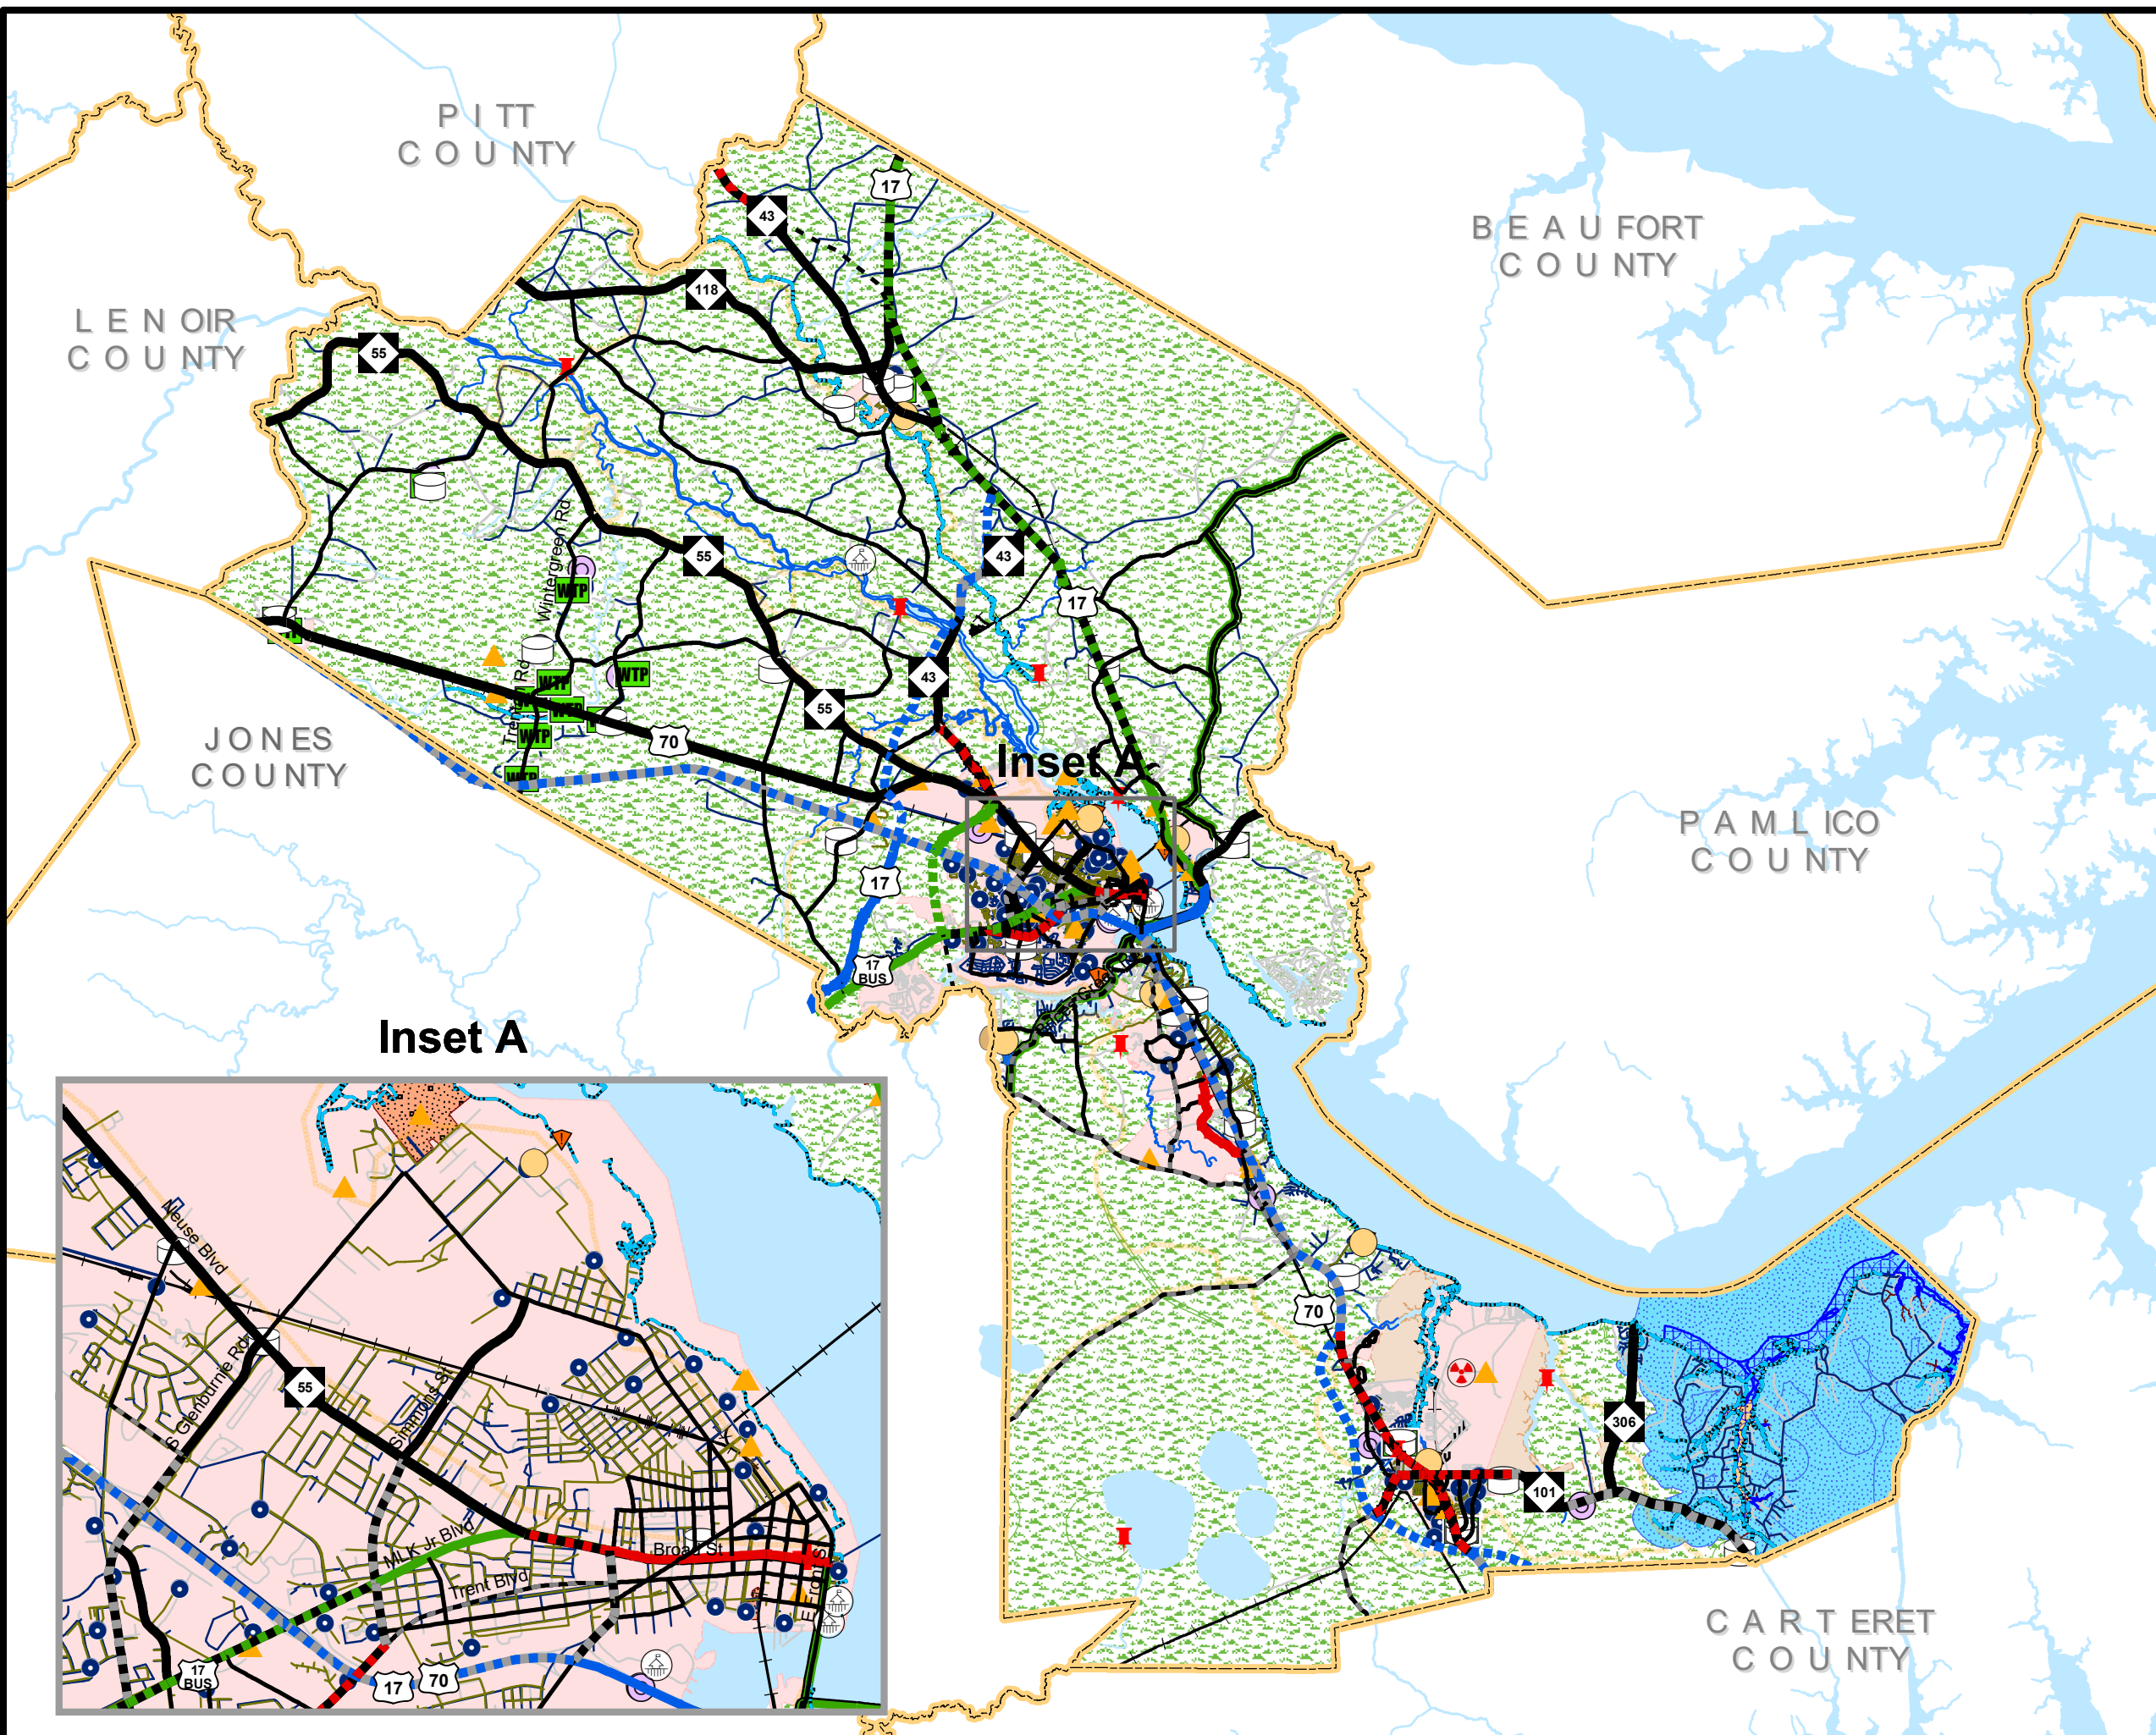 PITT
COUNTY
17
43
BEAUFORT
COUNTY
118
LENOIR
COUNTY
55
Wintergreen Rd
55
43
WTP
17
WTP
43
WTP
55
WTP
JONES
COUNTY
70
Inset A
PAMLICO
COUNTY
17
17
BUS
Inset A
Neuse Blvd
S Glenburnie Rd
55
Simmons St
MLK Jr Blvd
Broad St
Trent Blvd
E Front St
17
BUS
17
70
70
306
101
CARTERET
COUNTY